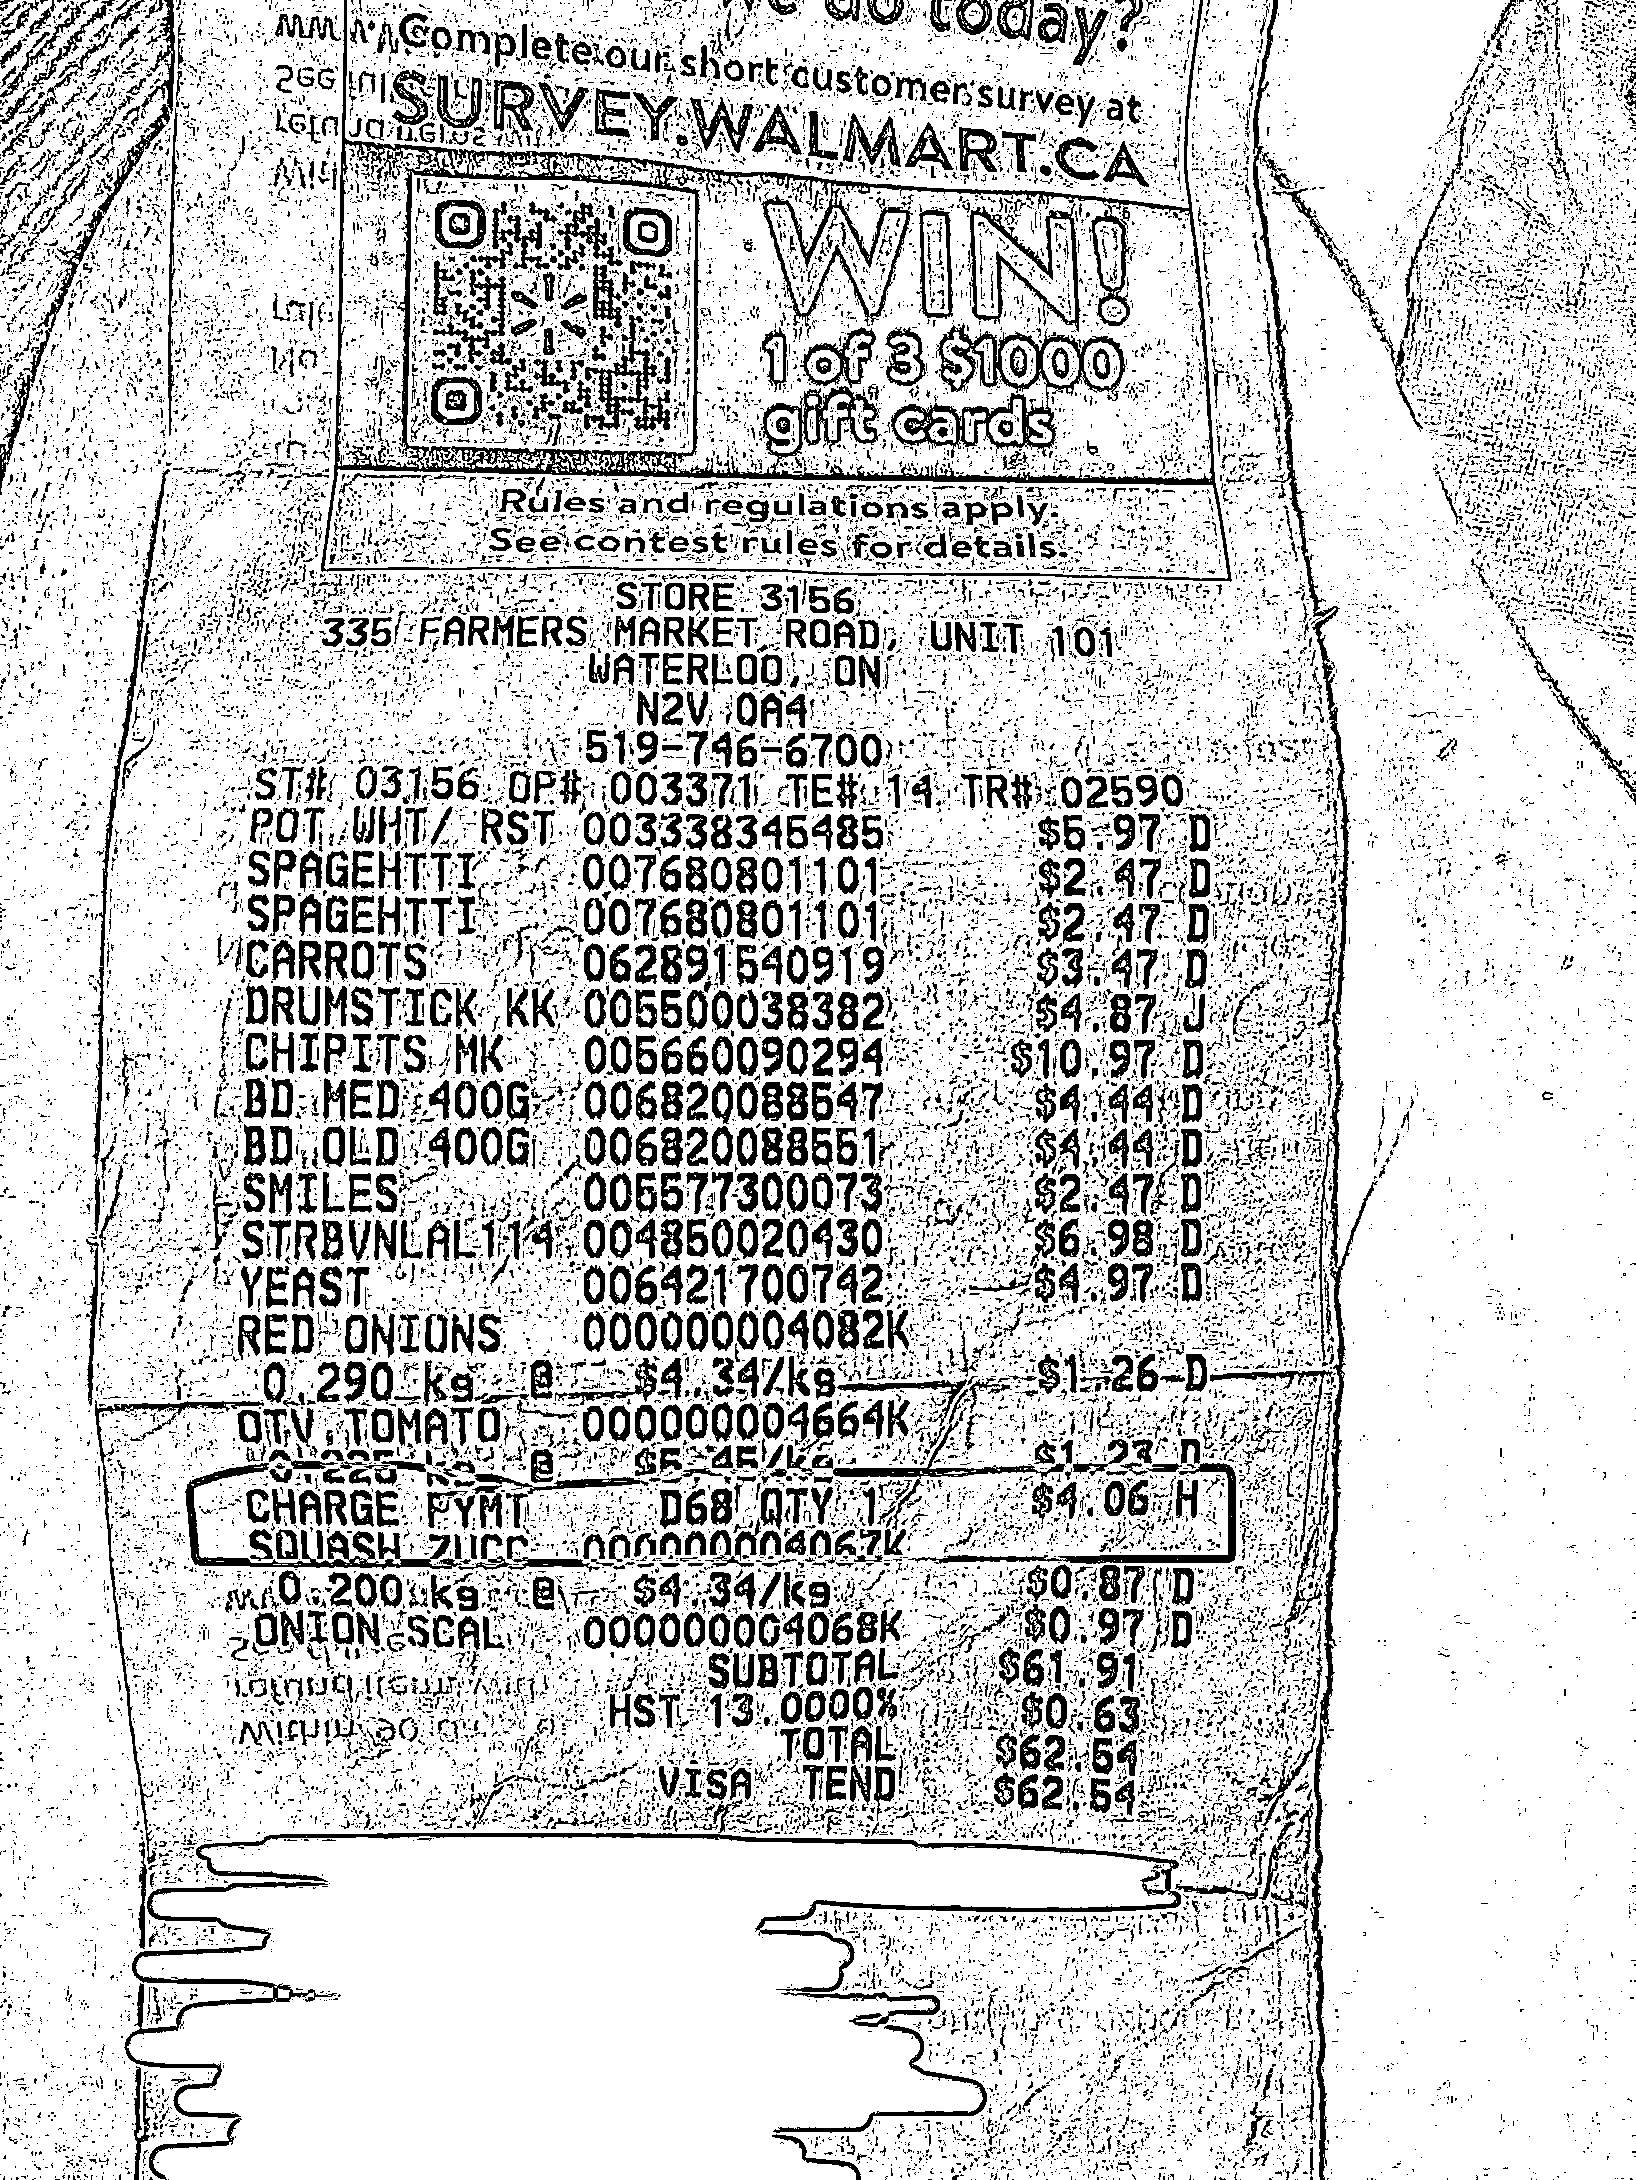 we do today?
Complete our short customer survey at
SURVEY.WALMART.CA
WIN!
1 of 3 $1000
gift cards
Rules and regulations apply.
See contest rules for details.
STORE 3156
335 FARMERS MARKET ROAD, UNIT 101
WATERLOO, ON
N2V 0A4
519-746-6700
ST# 03156 OP# 003371 TE# 14 TR# 02590
POT WHT/ RST 003338345485 $5.97 D
SPAGEHTTI 007680801101 $2.47 D
SPAGEHTTI 007680801101 $2.47 D
CARROTS 062891540919 $3.47 D
DRUMSTICK KK 005500038382 $4.87 J
CHIPITS MK 005660090294 $10.97 D
BD MED 400G 006820088547 $4.44 D
BD OLD 400G 006820088551 $4.44 D
SMILES 005577300073 $2.47 D
STRBVNLAL114 004850020430 $6.98 D
YEAST 006421700742 $4.97 D
RED ONIONS 000000004082K
0.290 kg @ $4.34/kg $1.26 D
OTV TOMATO 000000004664K
0.225 kg @ $5.45/kg $1.23 D
CHARGE PYMT D68 QTY 1 $4.06 H
SQUASH ZUCC 000000004067K
0.200 kg @ $4.34/kg $0.87 D
ONION SCAL 000000004068K $0.97 D
SUBTOTAL $61.91
HST 13.0000% $0.63
TOTAL $62.54
VISA TEND $62.54